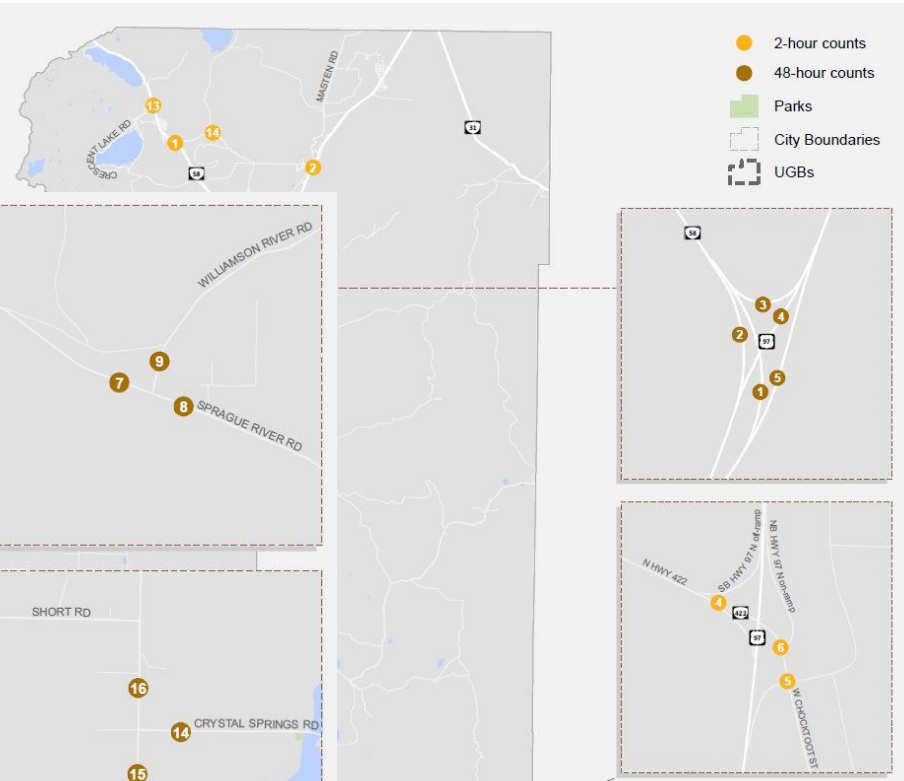 2-hour counts
48-hour counts
Parks
City Boundaries
UGBs
MASTEN RD
13
14
1
CRESCENT LAKE RD
58
2
31
WILLIAMSON RIVER RD
9
7
8
SPRAGUE RIVER RD
58
3
4
2
97
5
1
SHORT RD
16
CRYSTAL SPRINGS RD
14
15
N HWY 422
SB HWY 97 N off-ramp
NB HWY 97 N on-ramp
4
422
97
6
5
W CHOCKTOOT ST